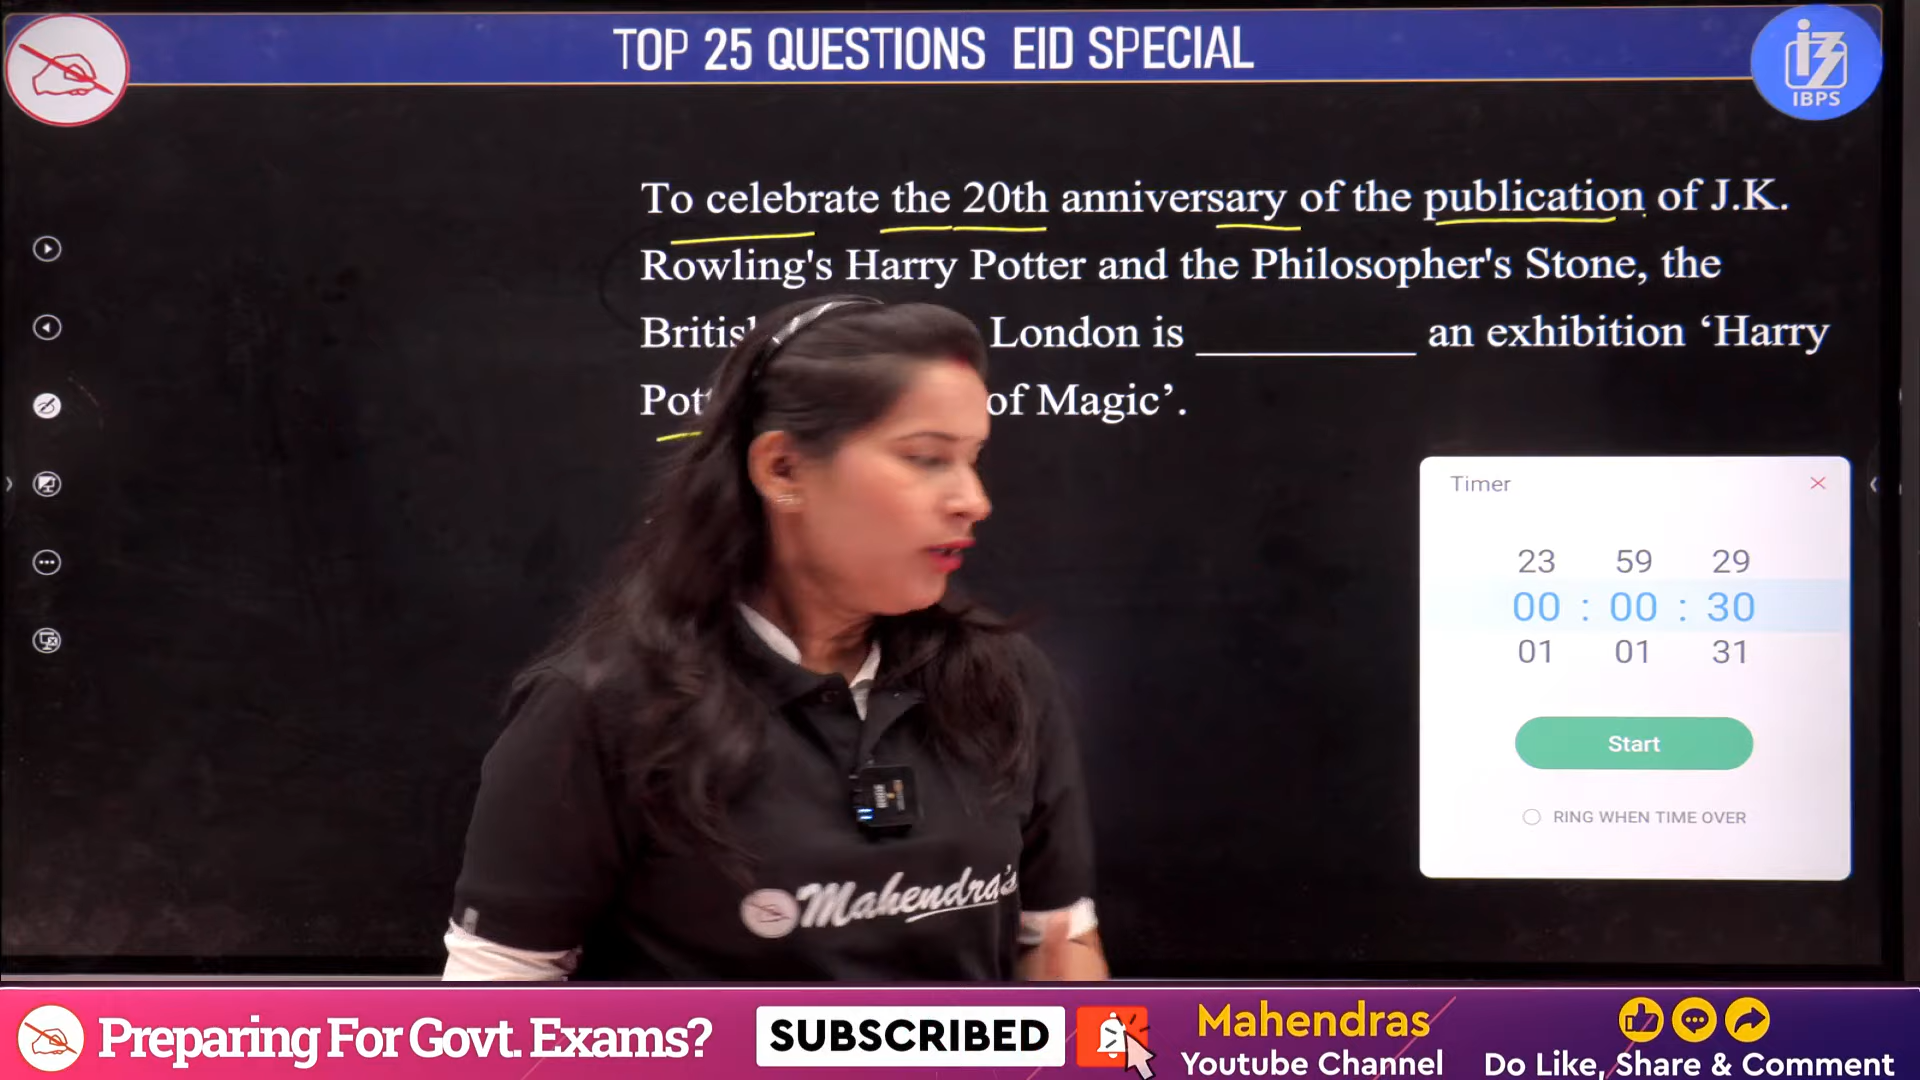 TOP 25 QUESTIONS EID SPECIAL
IBPS
To celebrate the 20th anniversary of the publication of J.K.
Rowling's Harry Potter and the Philosopher's Stone, the
London is __________ an exhibition ‘Harry
of Magic’.
Timer
23 59 29
00 : 00 : 30
01 01 31
Start
RING WHEN TIME OVER
Mahendra's
Preparing For Govt. Exams?
SUBSCRIBED
Mahendras
Youtube Channel
Do Like, Share & Comment